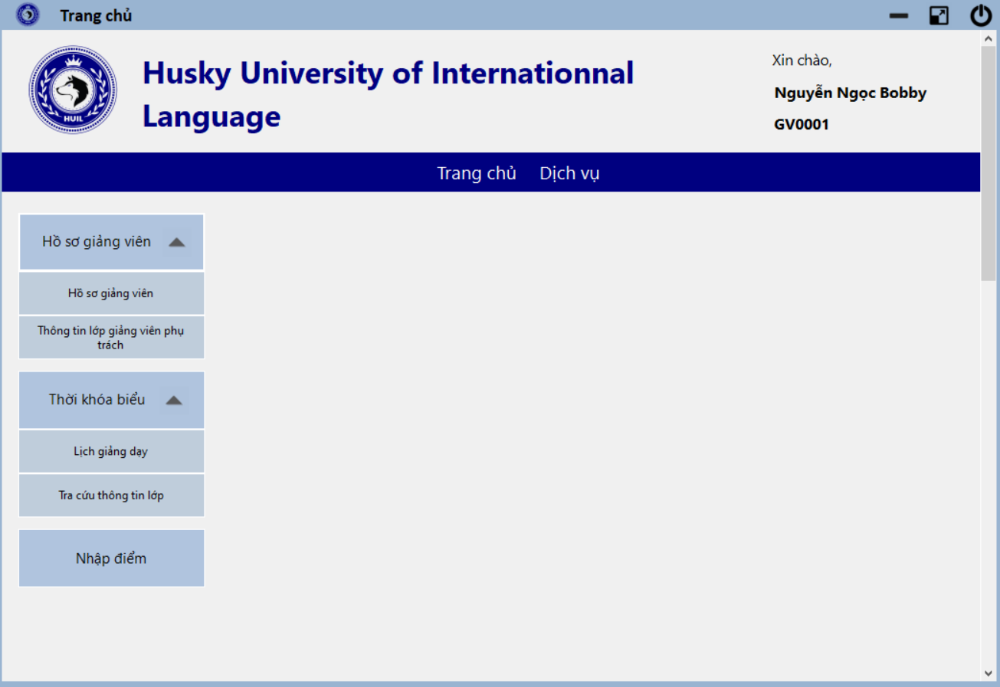 Trang chủ
Husky University of Internationnal
Language
HUIL
Xin chào,
Nguyễn Ngọc Bobby
GV0001
Trang chủ Dịch vụ
Hồ sơ giảng viên
Hồ sơ giảng viên
Thông tin lớp giảng viên phụ
trách
Thời khóa biểu
Lịch giảng dạy
Tra cứu thông tin lớp
Nhập điểm